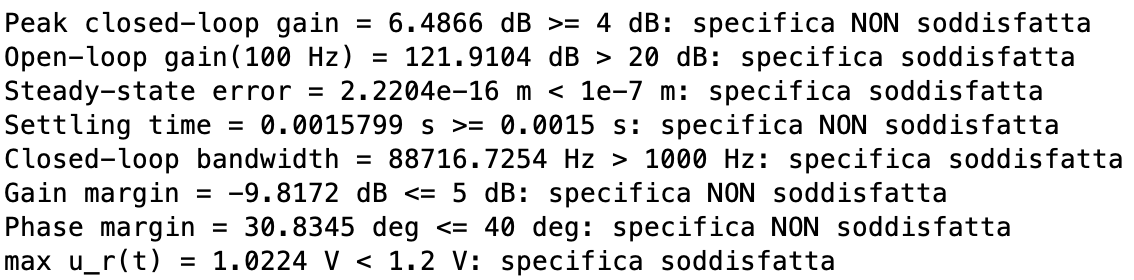 Peak closed-loop gain = 6.4866 dB >= 4 dB: specifica NON soddisfatta
Open-loop gain(100 Hz) = 121.9104 dB > 20 dB: specifica soddisfatta
Steady-state error = 2.2204e-16 m < 1e-7 m: specifica soddisfatta
Settling time = 0.0015799 s >= 0.0015 s: specifica NON soddisfatta
Closed-loop bandwidth = 88716.7254 Hz > 1000 Hz: specifica soddisfatta
Gain margin = -9.8172 dB <= 5 dB: specifica NON soddisfatta
Phase margin = 30.8345 deg <= 40 deg: specifica NON soddisfatta
max u_r(t) = 1.0224 V < 1.2 V: specifica soddisfatta